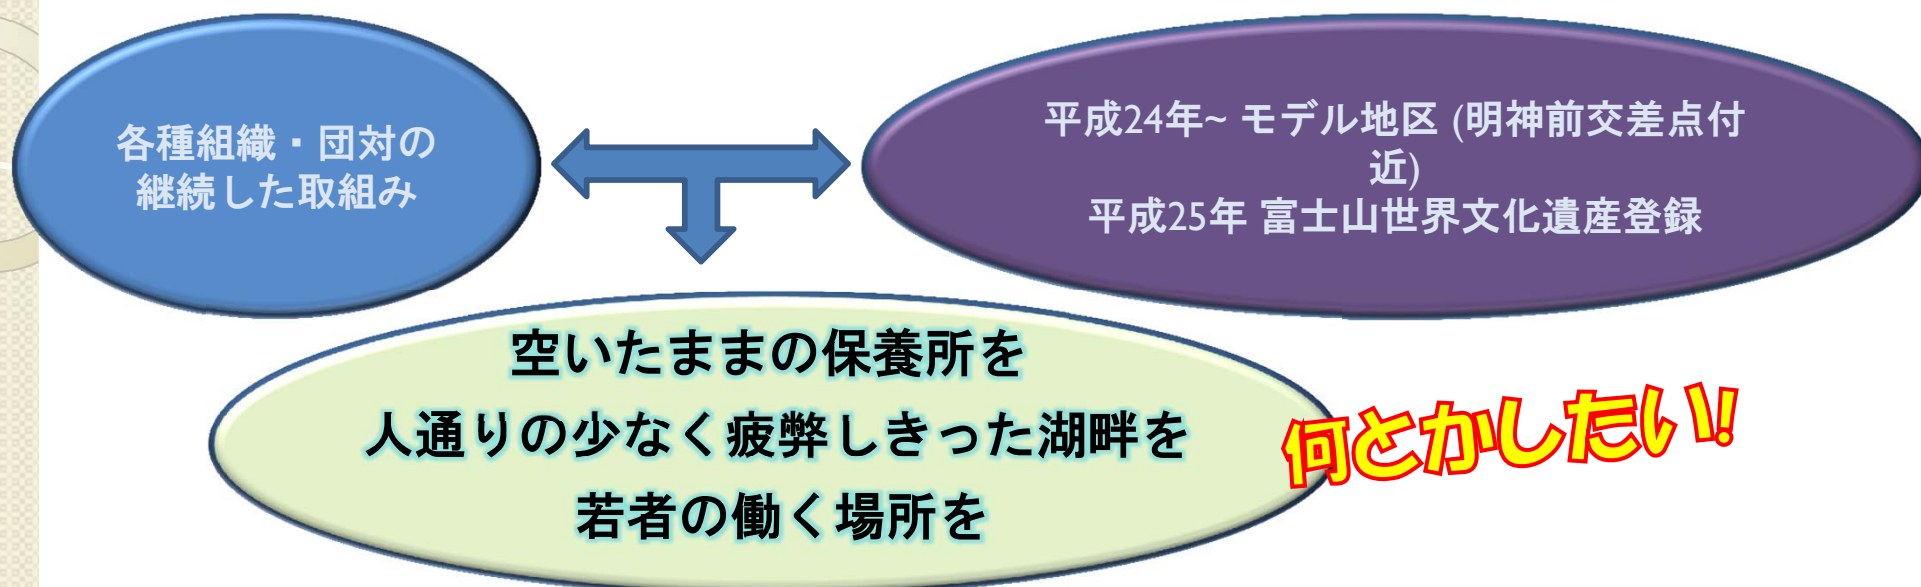 各種組織・団対の
継続した取組み
平成24年~ モデル地区 (明神前交差点付
近)
平成25年 富士山世界文化遺産登録
空いたままの保養所を
人通りの少なく疲弊しきった湖畔を
若者の働く場所を
何とかしたい!